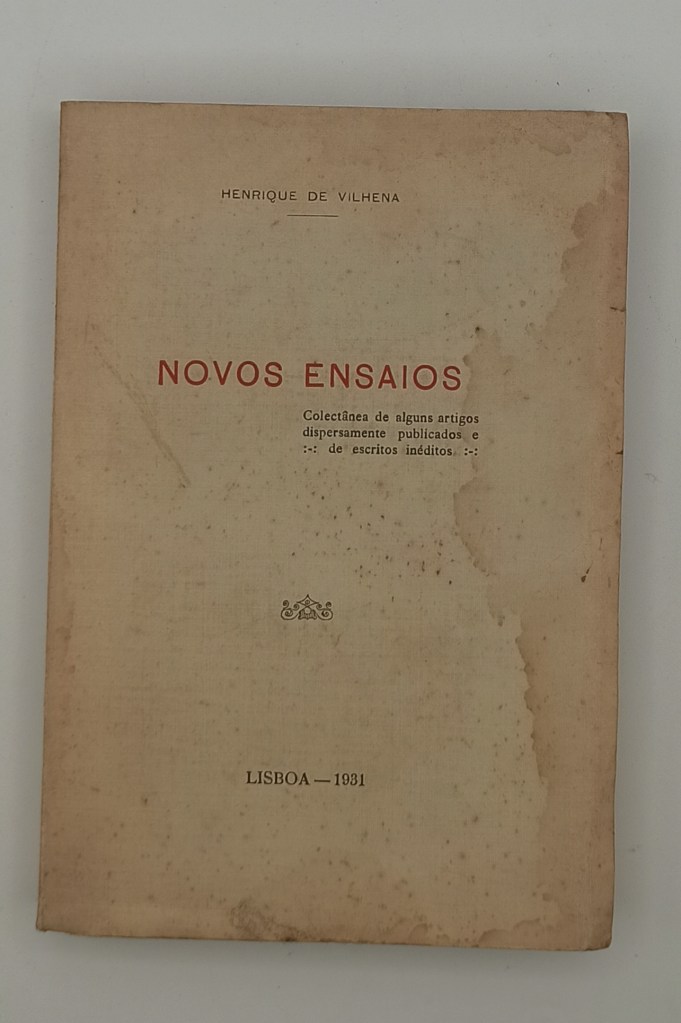 HENRIQUE DE VILHENA
NOVOS ENSAIOS
Colectânea de alguns artigos
dispersamente publicados e
:-: de escritos inéditos :-:
LISBOA — 1931